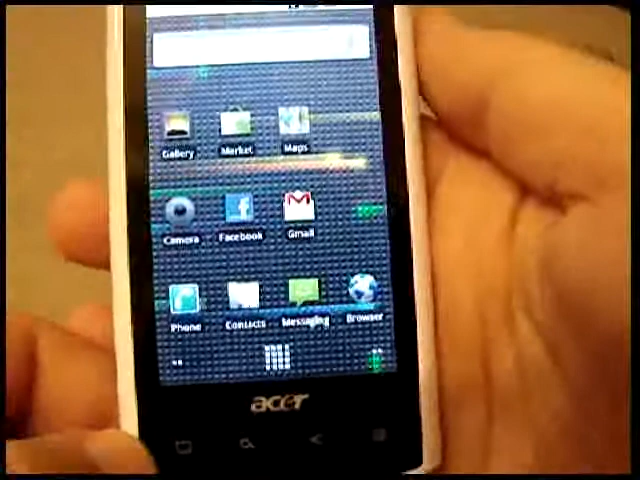 Gallery Market Maps
Camera Facebook Gmail
Phone Contacts Messaging Browser
acer